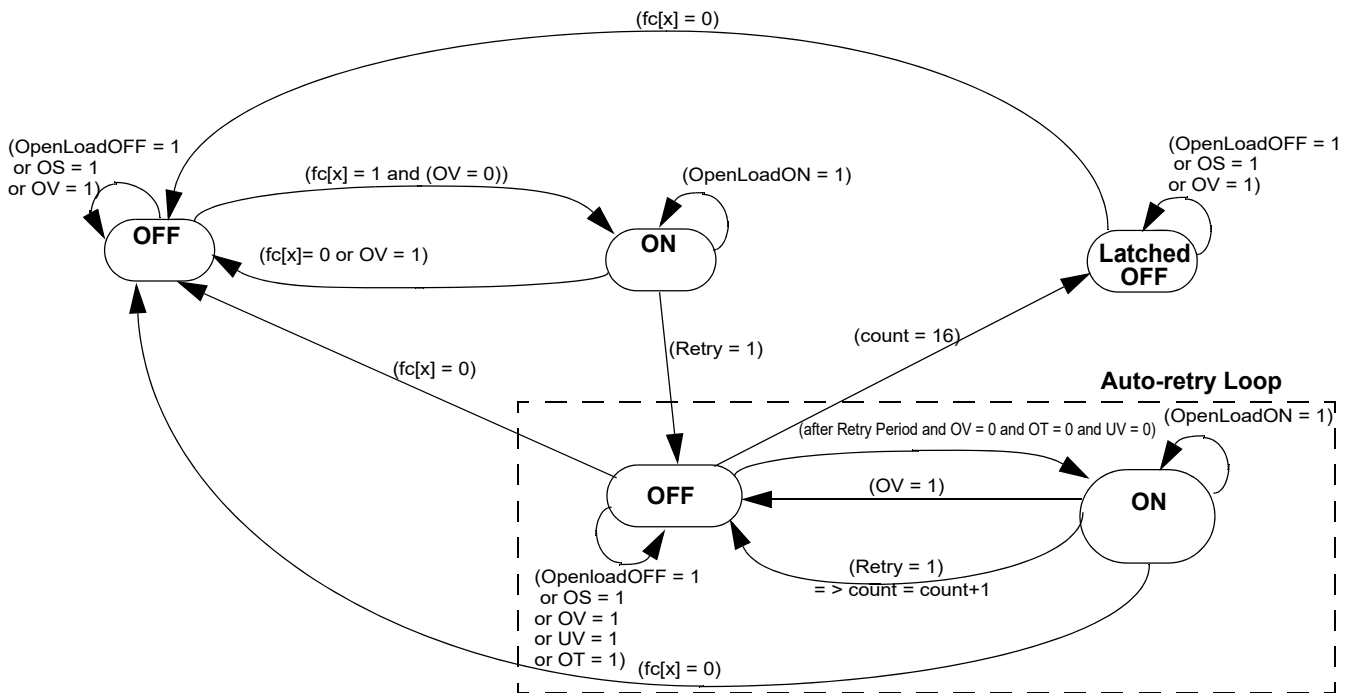 (fc[x] = 0)
(OpenLoadOFF = 1
or OS = 1
or OV = 1)
(fc[x] = 1 and (OV = 0))
(OpenLoadON = 1)
(OpenLoadOFF = 1
or OS = 1
or OV = 1)
OFF
ON
(fc[x]= 0 or OV = 1)
Latched
OFF
(Retry = 1)
(count = 16)
(fc[x] = 0)
Auto-retry Loop
(OpenLoadON = 1)
(after Retry Period and OV = 0 and OT = 0 and UV = 0)
OFF
(OV = 1)
ON
(Retry = 1)
= > count = count+1
(OpenloadOFF = 1
or OS = 1
or OV = 1
or UV = 1
or OT = 1)
(fc[x] = 0)